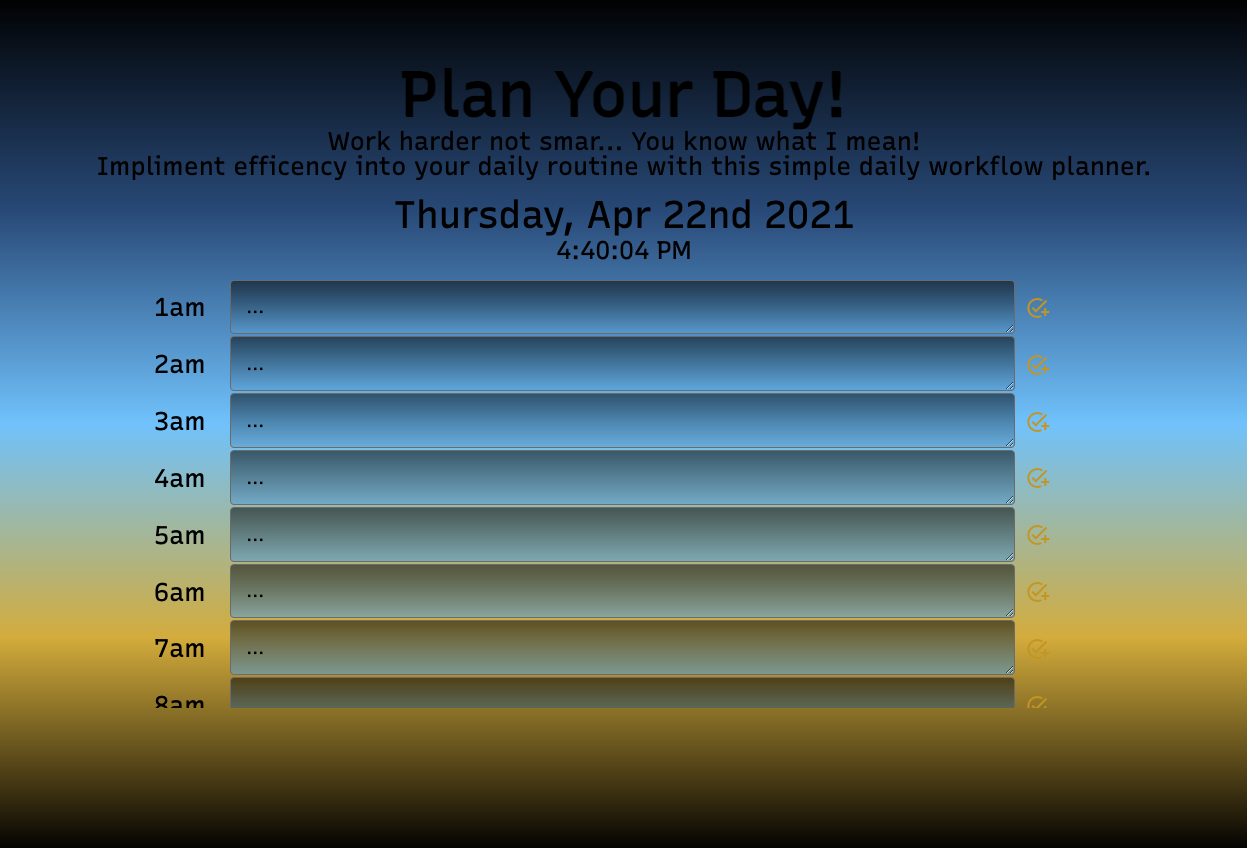 Plan Your Day!
Work harder not smar... You know what I mean!
Impliment efficency into your daily routine with this simple daily workflow planner.
Thursday, Apr 22nd 2021
4:40:04 PM
1am ...
2am ...
3am ...
4am ...
5am ...
6am ...
7am ...
8am